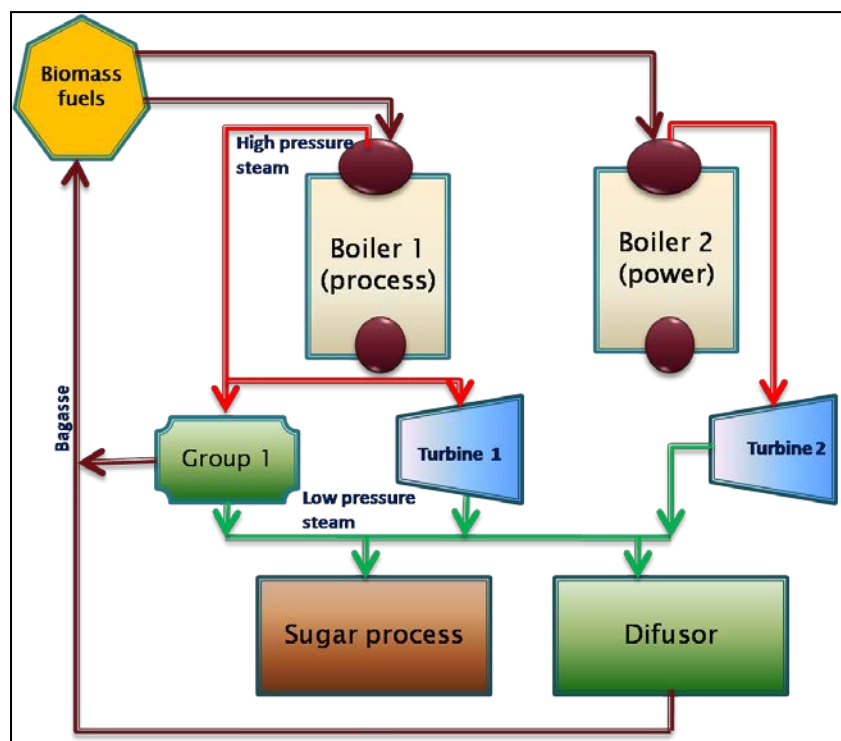 Biomass
fuels
High pressure
steam
Boiler 1
(process)
Boiler 2
(power)
Bagasse
Group 1
Turbine 1
Turbine 2
Low pressure
steam
Sugar process
Difusor